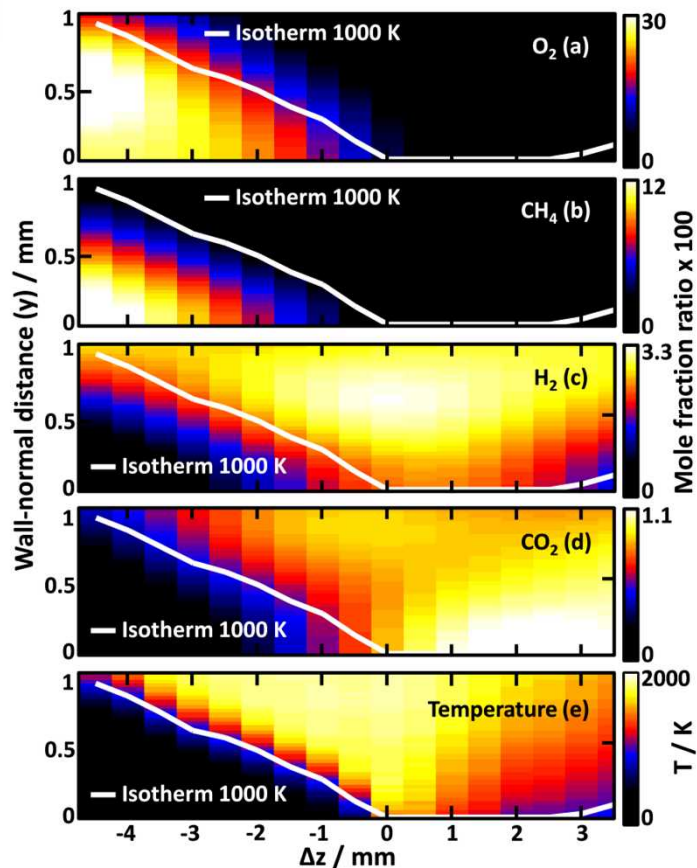 1
0.5
0
Isotherm 1000 K
O2 (a)
30
0
1
0.5
0
Isotherm 1000 K
CH4 (b)
12
0
1
0.5
0
Isotherm 1000 K
H2 (c)
3.3
0
1
0.5
0
Isotherm 1000 K
CO2 (d)
1.1
0
1
0.5
0
Isotherm 1000 K
Temperature (e)
2000
0
Wall-normal distance (y) / mm
Mole fraction ratio x 100
T / K
-4 -3 -2 -1 0 1 2 3
Δz / mm